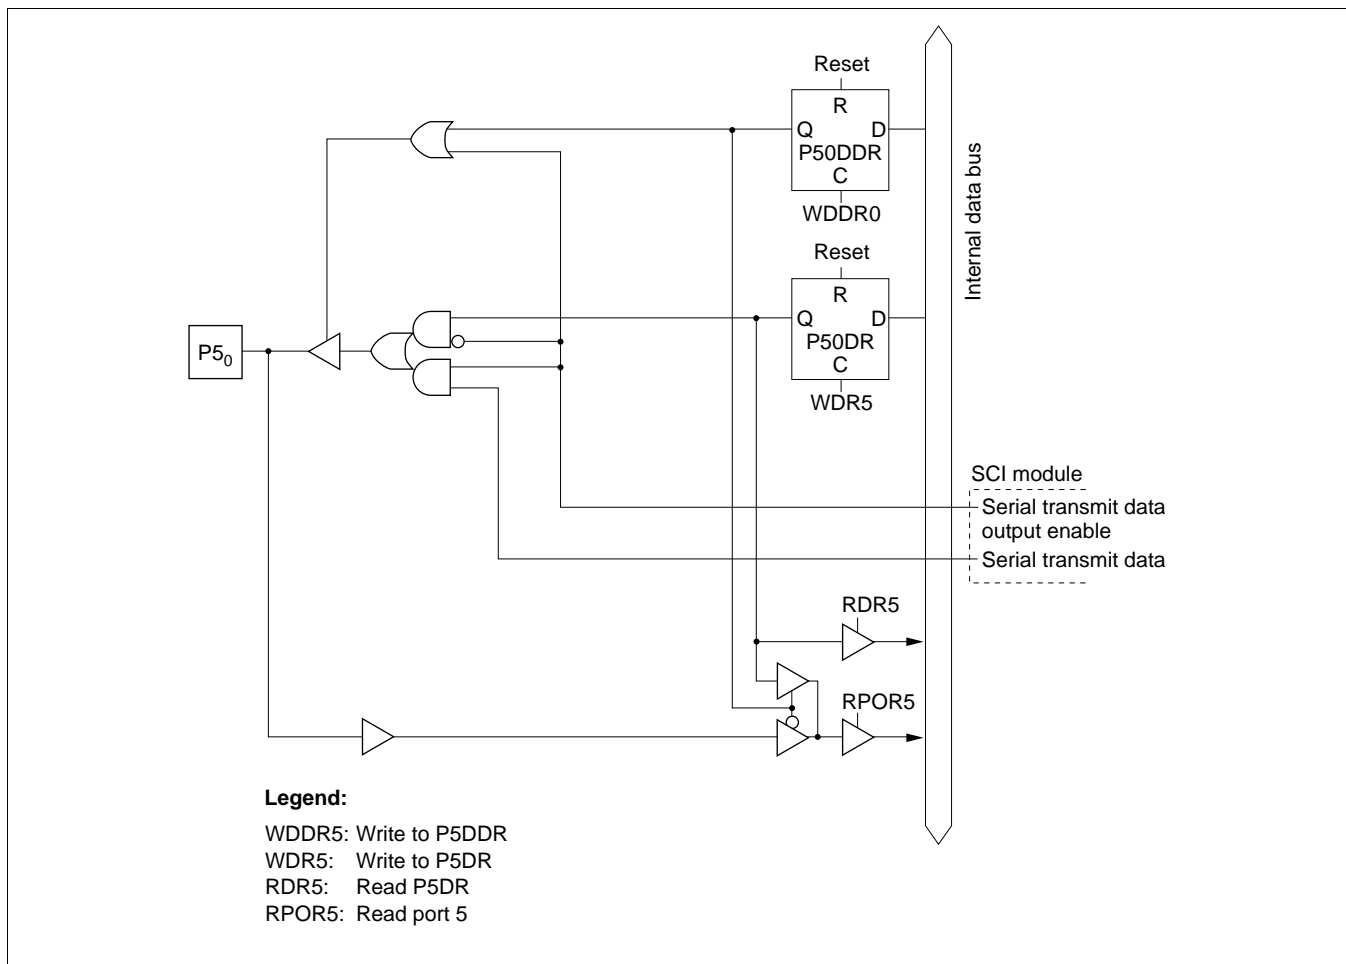 Reset
R
Q D
P50DDR
C
WDDR0
Internal data bus
Reset
R
Q D
P50DR
C
WDR5
P5₀
SCI module
Serial transmit data
output enable
Serial transmit data
RDR5
RPOR5
Legend:
WDDR5: Write to P5DDR
WDR5: Write to P5DR
RDR5: Read P5DR
RPOR5: Read port 5